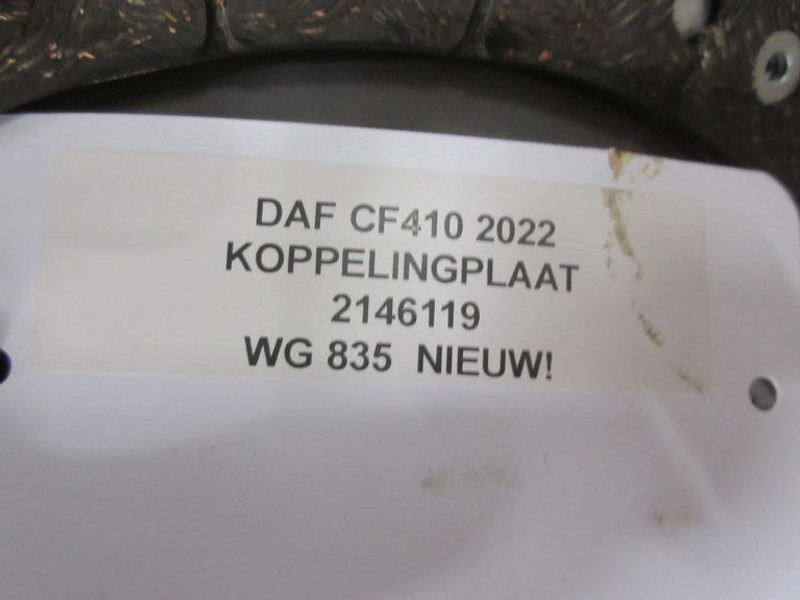 DAF CF410 2022
KOPPELINGPLAAT
2146119
WG 835 NIEUW!